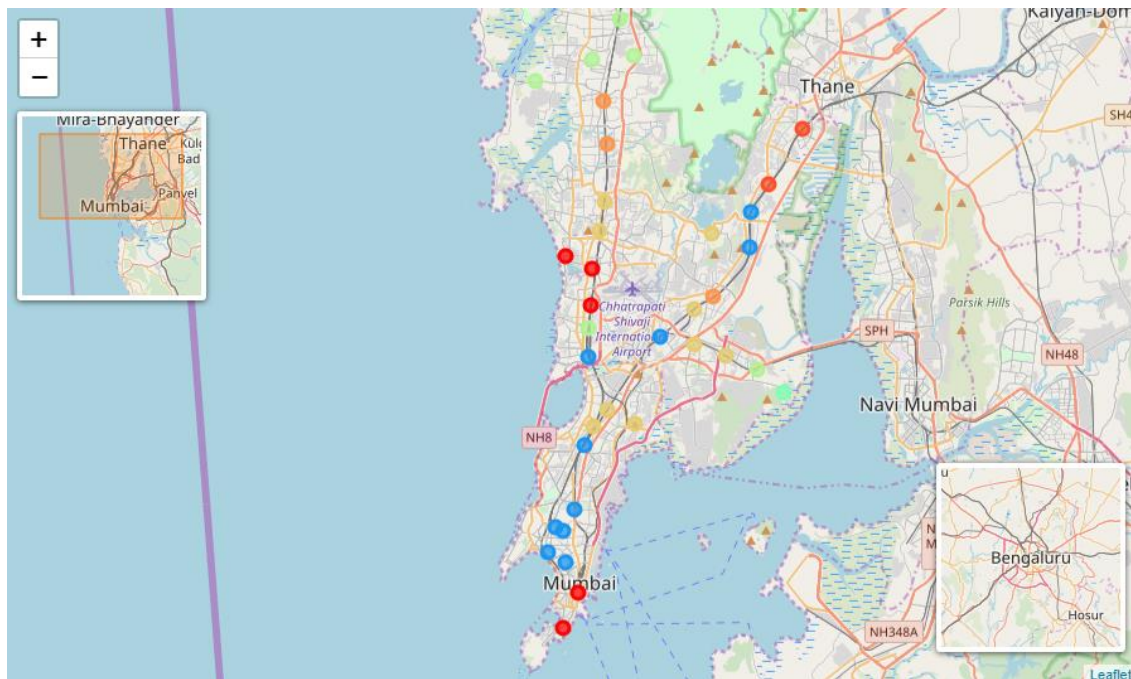 +
−
Kalyan-Dom
Thane
SH4
Mira-Bhayander
Thane
Kulg
Bad
Panvel
Mumbai
Chhatrapati
Shivaji
International
Airport
Parsik Hills
SPH
NH48
Navi Mumbai
NH8
Mumbai
NH348A
Bengaluru
Hosur
Leaflet